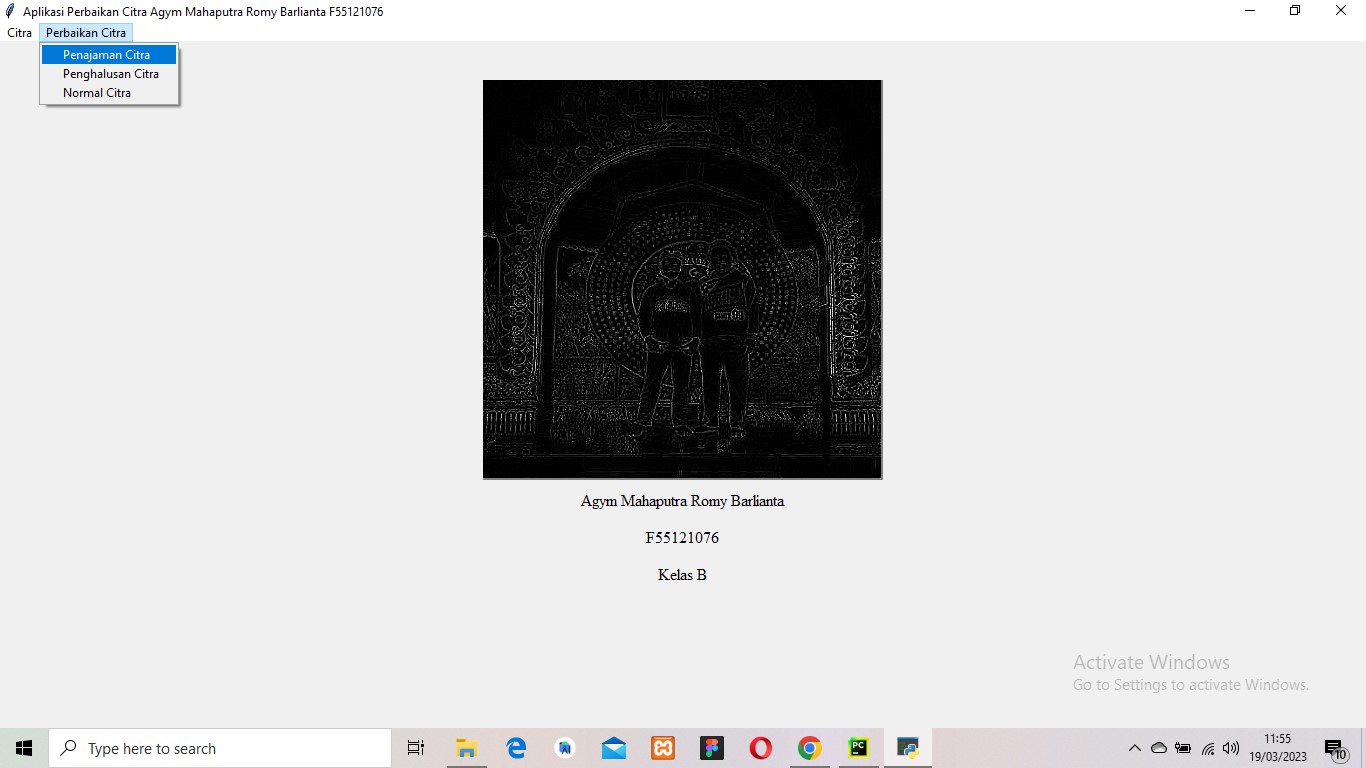 Aplikasi Perbaikan Citra Agym Mahaputra Romy Barlianta F55121076
Citra Perbaikan Citra
Penajaman Citra
Penghalusan Citra
Normal Citra
Agym Mahaputra Romy Barlianta
F55121076
Kelas B
Activate Windows
Go to Settings to activate Windows.
Type here to search
PC
11:55
19/03/2023
10